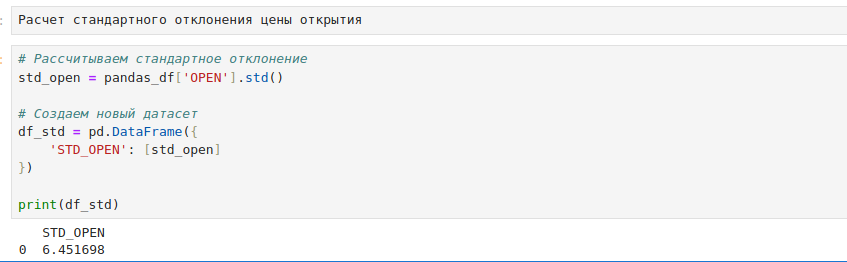 Расчет стандартного отклонения цены открытия
# Рассчитываем стандартное отклонение
std_open = pandas_df['OPEN'].std()
# Создаем новый датасет
df_std = pd.DataFrame({
    'STD_OPEN': [std_open]
})
print(df_std)
   STD_OPEN
0  6.451698